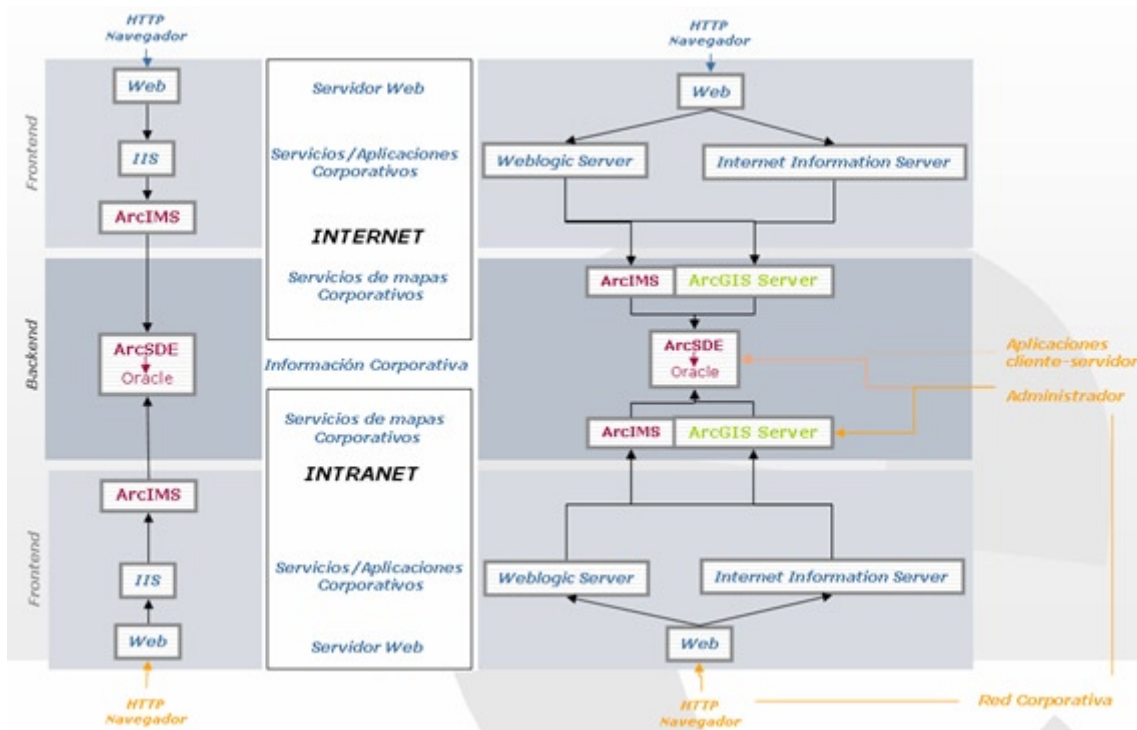 HTTP
Navegador
Web
IIS
ArcIMS
ArcSDE
Oracle
ArcIMS
IIS
Web
HTTP
Navegador
Frontend
Backend
Frontend
Servidor Web
Servicios/Aplicaciones
Corporativos
INTERNET
Servicios de mapas
Corporativos
Información Corporativa
Servicios de mapas
Corporativos
INTRANET
Servicios/Aplicaciones
Corporativos
Servidor Web
HTTP
Navegador
Web
Weblogic Server
Internet Information Server
ArcIMS
ArcGIS Server
ArcSDE
Oracle
ArcIMS
ArcGIS Server
Weblogic Server
Internet Information Server
Web
HTTP
Navegador
Aplicaciones
cliente-servidor
Administrador
Red Corporativa